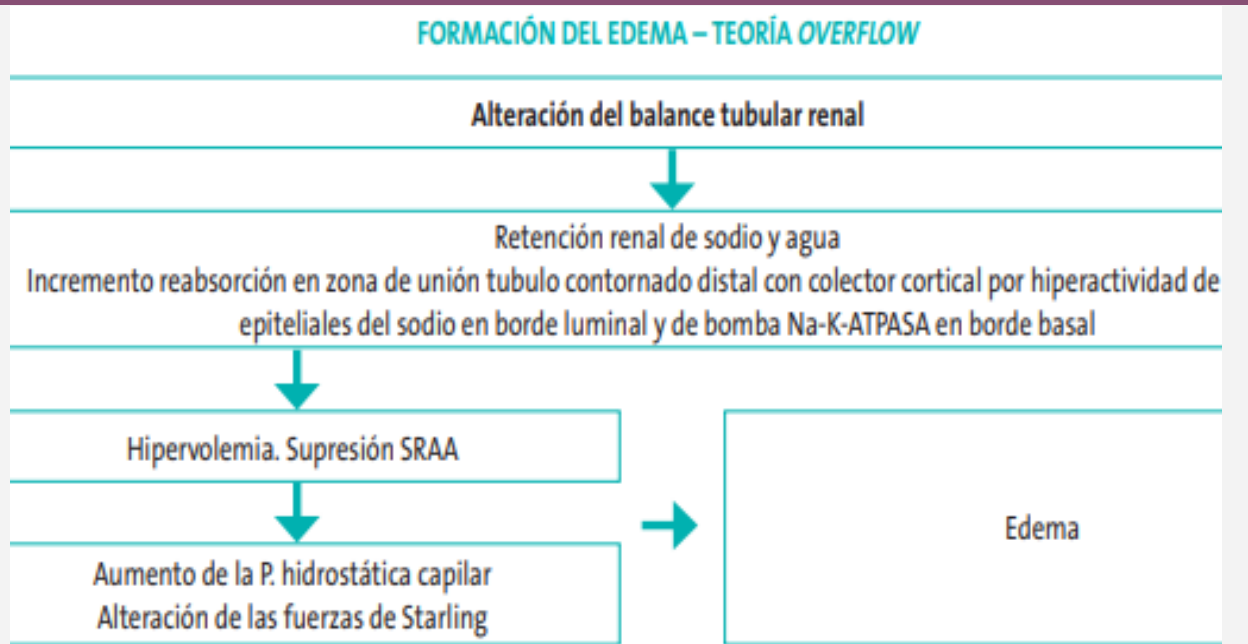 FORMACIÓN DEL EDEMA – TEORÍA OVERFLOW
Alteración del balance tubular renal
Retención renal de sodio y agua
Incremento reabsorción en zona de unión tubulo contornado distal con colector cortical por hiperactividad de
epiteliales del sodio en borde luminal y de bomba Na-K-ATPASA en borde basal
Hipervolemia. Supresión SRAA
Aumento de la P. hidrostática capilar
Alteración de las fuerzas de Starling
Edema